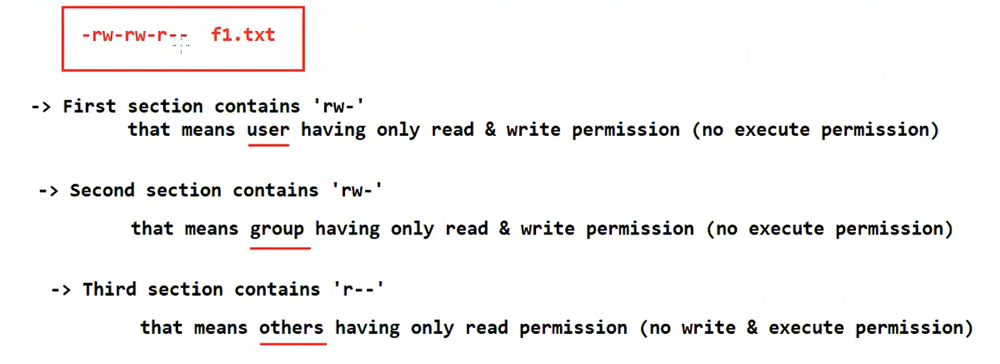 -rw-rw-r-- f1.txt
-> First section contains 'rw-'
that means user having only read & write permission (no execute permission)
-> Second section contains 'rw-'
that means group having only read & write permission (no execute permission)
-> Third section contains 'r--'
that means others having only read permission (no write & execute permission)